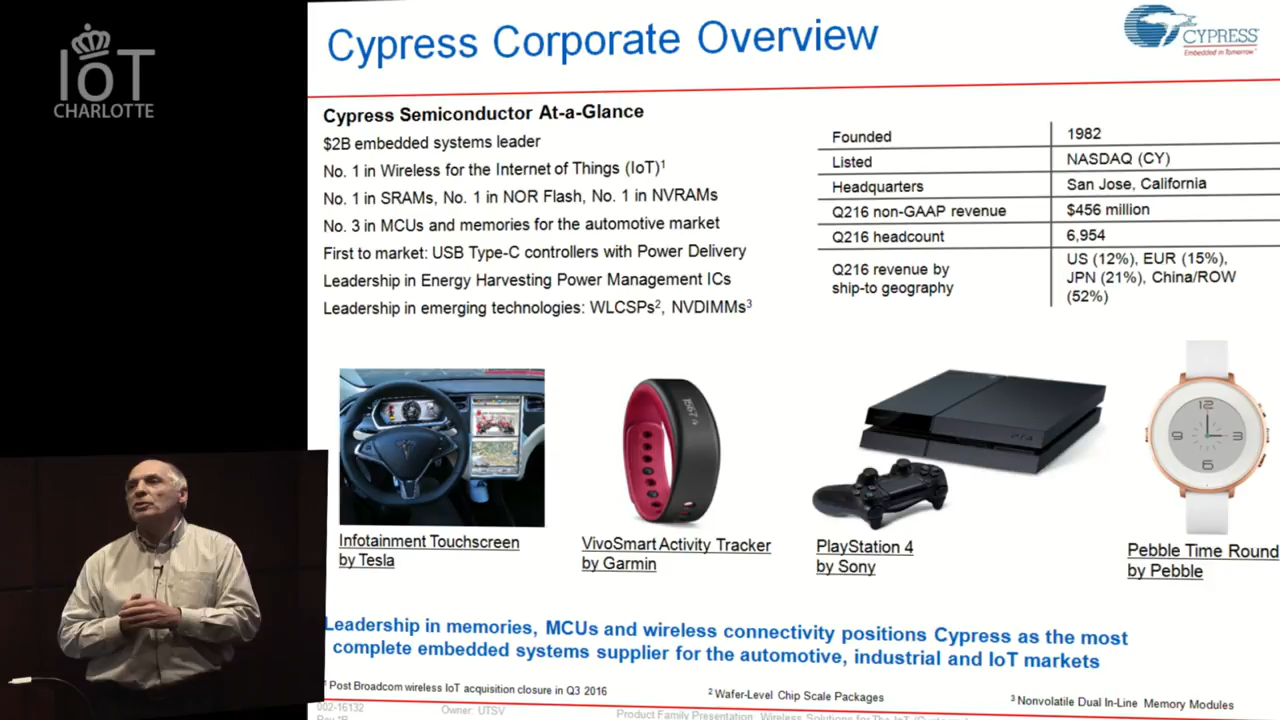 IoT
CHARLOTTE
Cypress Corporate Overview
CYPRESS
Embedded in Tomorrow™
Cypress Semiconductor At-a-Glance
$2B embedded systems leader
No. 1 in Wireless for the Internet of Things (IoT)¹
No. 1 in SRAMs, No. 1 in NOR Flash, No. 1 in NVRAMs
No. 3 in MCUs and memories for the automotive market
First to market: USB Type-C controllers with Power Delivery
Leadership in Energy Harvesting Power Management ICs
Leadership in emerging technologies: WLCSPs², NVDIMMs³
Founded 1982
Listed NASDAQ (CY)
Headquarters San Jose, California
Q216 non-GAAP revenue $456 million
Q216 headcount 6,954
Q216 revenue by
ship-to geography
US (12%), EUR (15%),
JPN (21%), China/ROW
(52%)
12
9
3
6
Infotainment Touchscreen
by Tesla
VivoSmart Activity Tracker
by Garmin
PlayStation 4
by Sony
Pebble Time Round
by Pebble
Leadership in memories, MCUs and wireless connectivity positions Cypress as the most
complete embedded systems supplier for the automotive, industrial and IoT markets
¹ Post Broadcom wireless IoT acquisition closure in Q3 2016
² Wafer-Level Chip Scale Packages
³ Nonvolatile Dual In-Line Memory Modules
002-16132
Owner: UTSV
Product Family Presentation, Wireless Solutions for The IoT